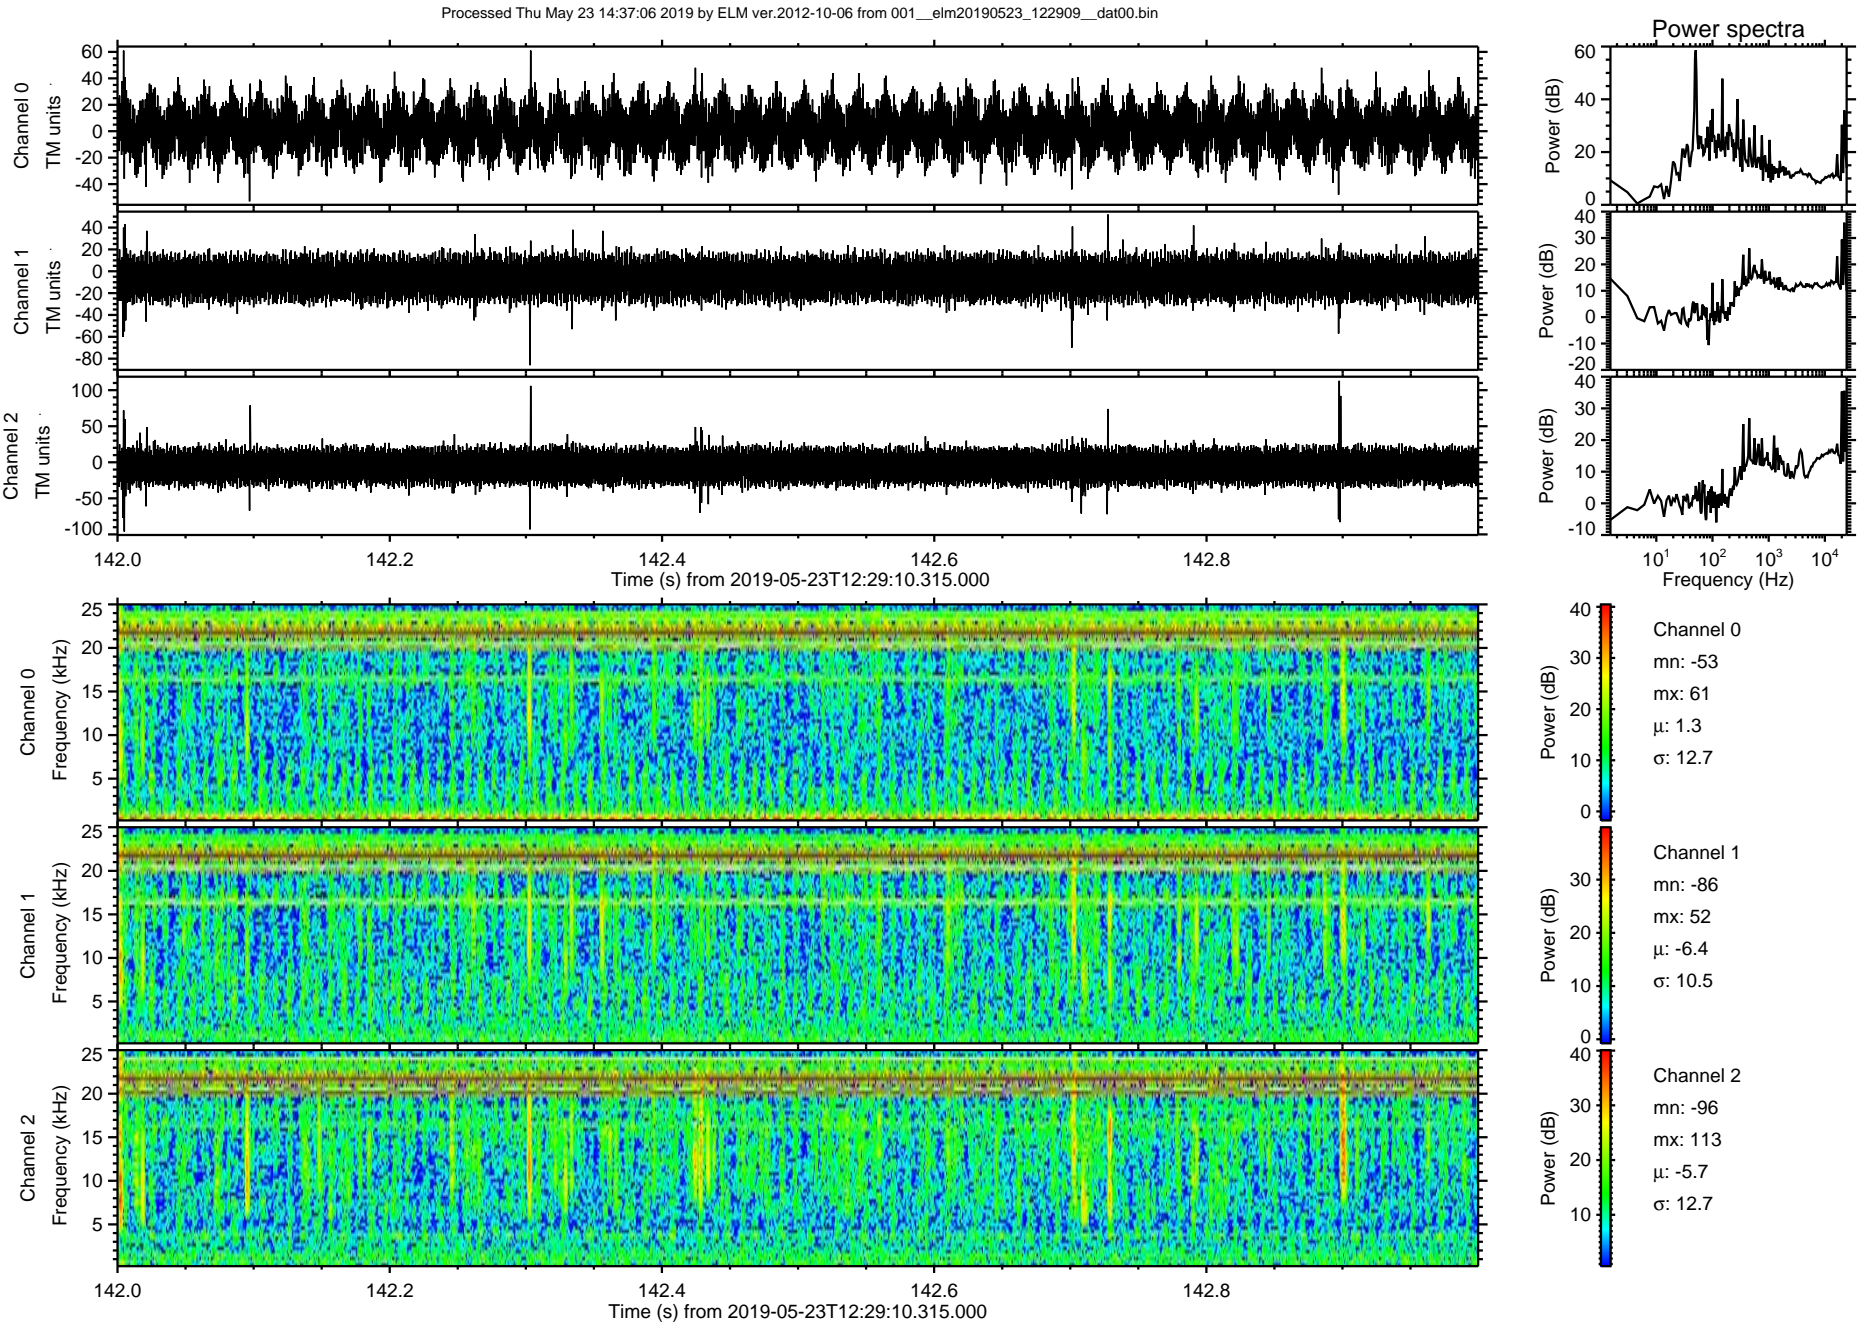 Processed Thu May 23 14:37:06 2019 by ELM ver.2012-10-06 from 001__elm20190523_122909__dat00.bin
Power spectra
Channel 0
TM units
60
40
20
0
-20
-40
Power (dB)
60
40
20
0
Channel 1
TM units
40
20
0
-20
-40
-60
-80
Power (dB)
40
30
20
10
0
-10
-20
Channel 2
TM units
100
50
0
-50
-100
Power (dB)
40
30
20
10
0
-10
142.0 142.2 142.4 142.6 142.8
Time (s) from 2019-05-23T12:29:10.315.000
10¹ 10² 10³ 10⁴
Frequency (Hz)
Channel 0
Frequency (kHz)
25
20
15
10
5
Power (dB)
40
30
20
10
0
Channel 0
mn: -53
mx: 61
μ: 1.3
σ: 12.7
Channel 1
Frequency (kHz)
25
20
15
10
5
Power (dB)
30
20
10
0
Channel 1
mn: -86
mx: 52
μ: -6.4
σ: 10.5
Channel 2
Frequency (kHz)
25
20
15
10
5
Power (dB)
40
30
20
10
Channel 2
mn: -96
mx: 113
μ: -5.7
σ: 12.7
142.0 142.2 142.4 142.6 142.8
Time (s) from 2019-05-23T12:29:10.315.000